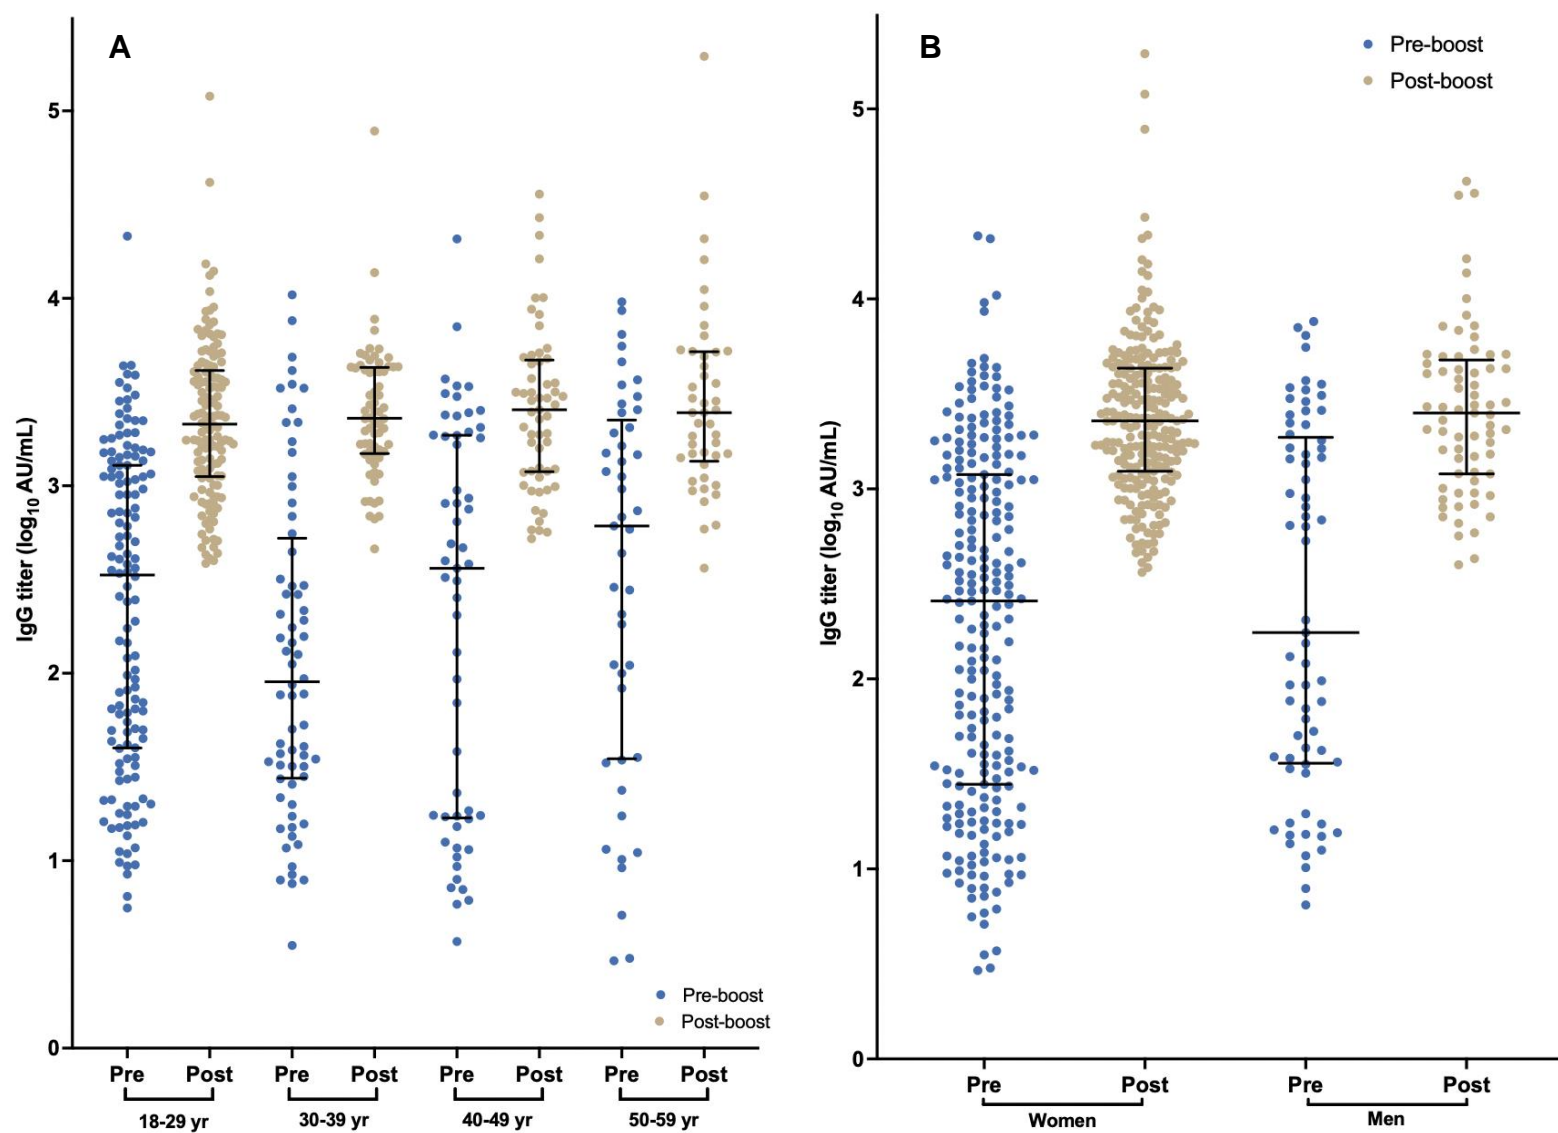 A
IgG titer (log10 AU/mL)
5
4
3
2
1
0
Pre-boost
Post-boost
Pre Post Pre Post Pre Post Pre Post
18-29 yr 30-39 yr 40-49 yr 50-59 yr
B
Pre-boost
Post-boost
IgG titer (log10 AU/mL)
5
4
3
2
1
0
Pre Post Pre Post
Women Men